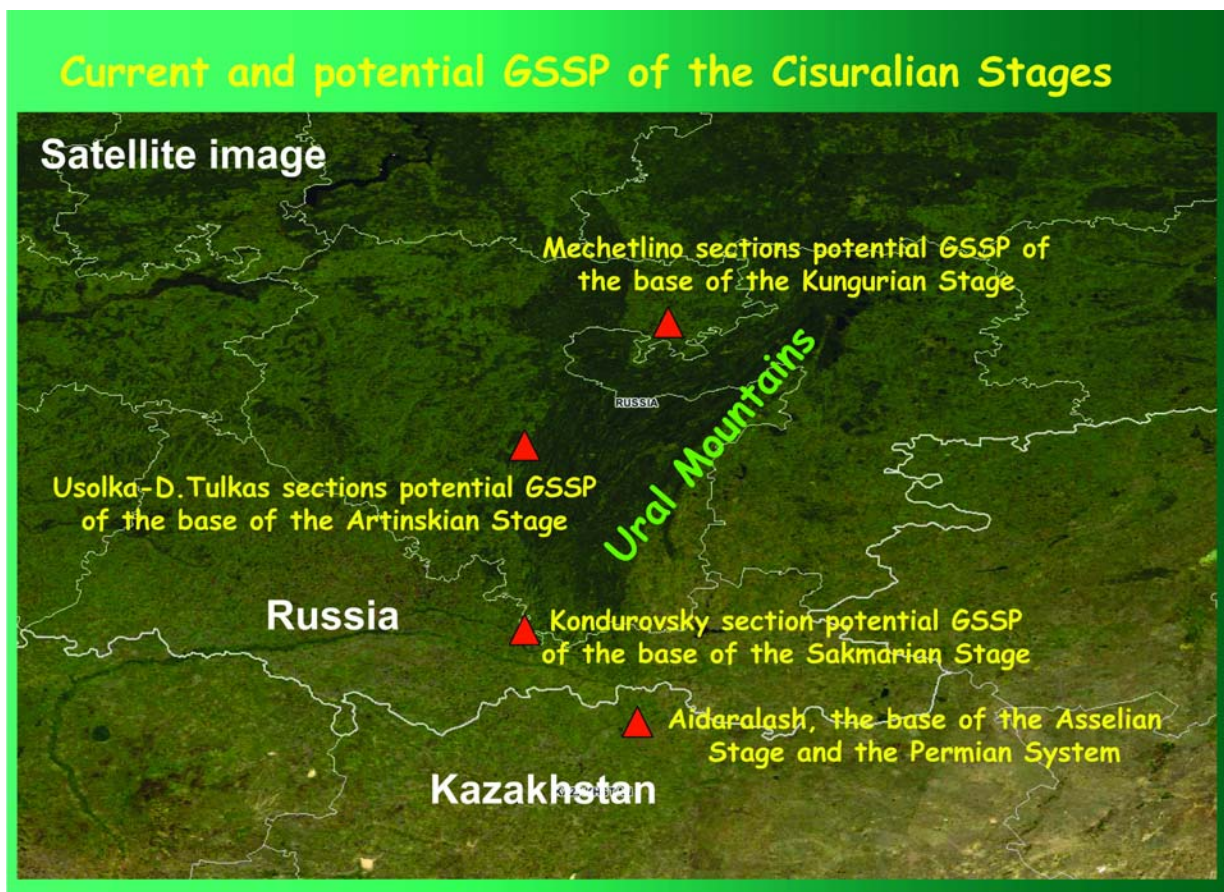 Current and potential GSSP of the Cisuralian Stages
Satellite image
Mechetlino sections potential GSSP of
the base of the Kungurian Stage
RUSSIA
Ural Mountains
Usolka-D.Tulkas sections potential GSSP
of the base of the Artinskian Stage
Russia
Kondurovsky section potential GSSP
of the base of the Sakmarian Stage
Aidaralash, the base of the Asselian
Stage and the Permian System
Kazakhstan